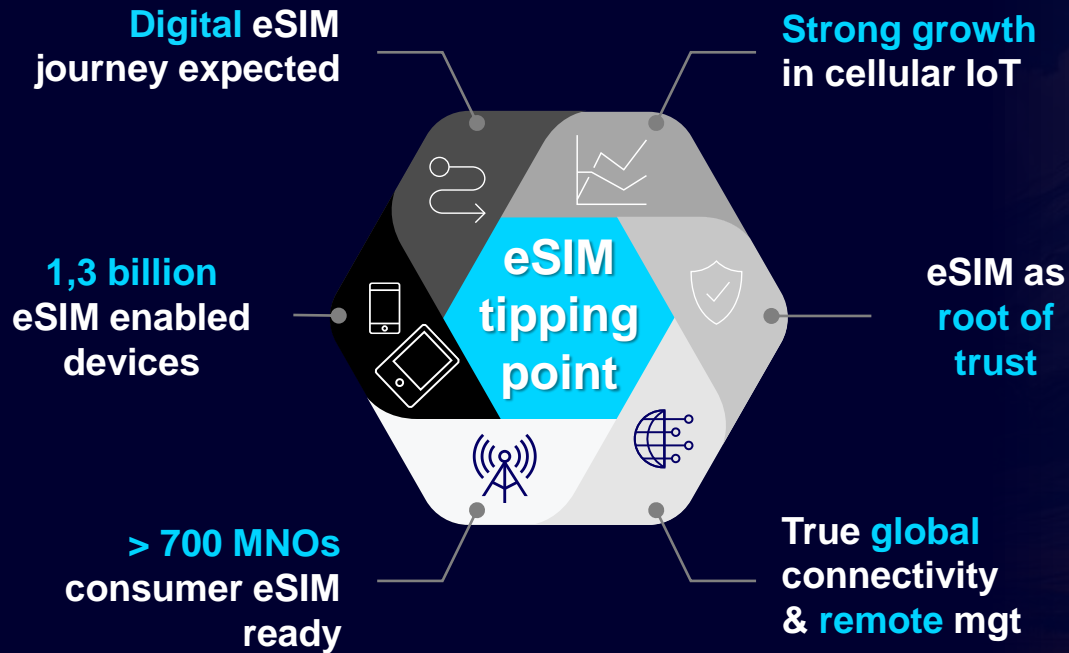 Digital eSIM
journey expected
Strong growth
in cellular IoT
1,3 billion
eSIM enabled
devices
eSIM
tipping
point
eSIM as
root of
trust
> 700 MNOs
consumer eSIM
ready
True global
connectivity
& remote mgt